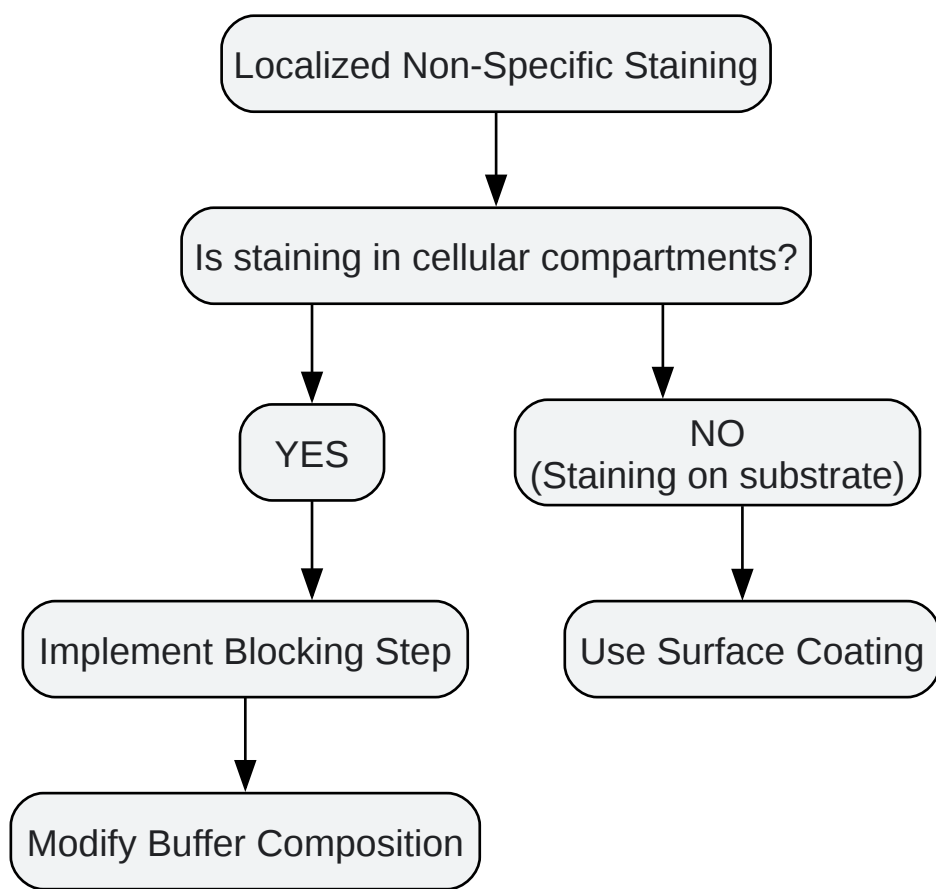 Localized Non-Specific Staining
Is staining in cellular compartments?
YES
NO
(Staining on substrate)
Implement Blocking Step
Use Surface Coating
Modify Buffer Composition